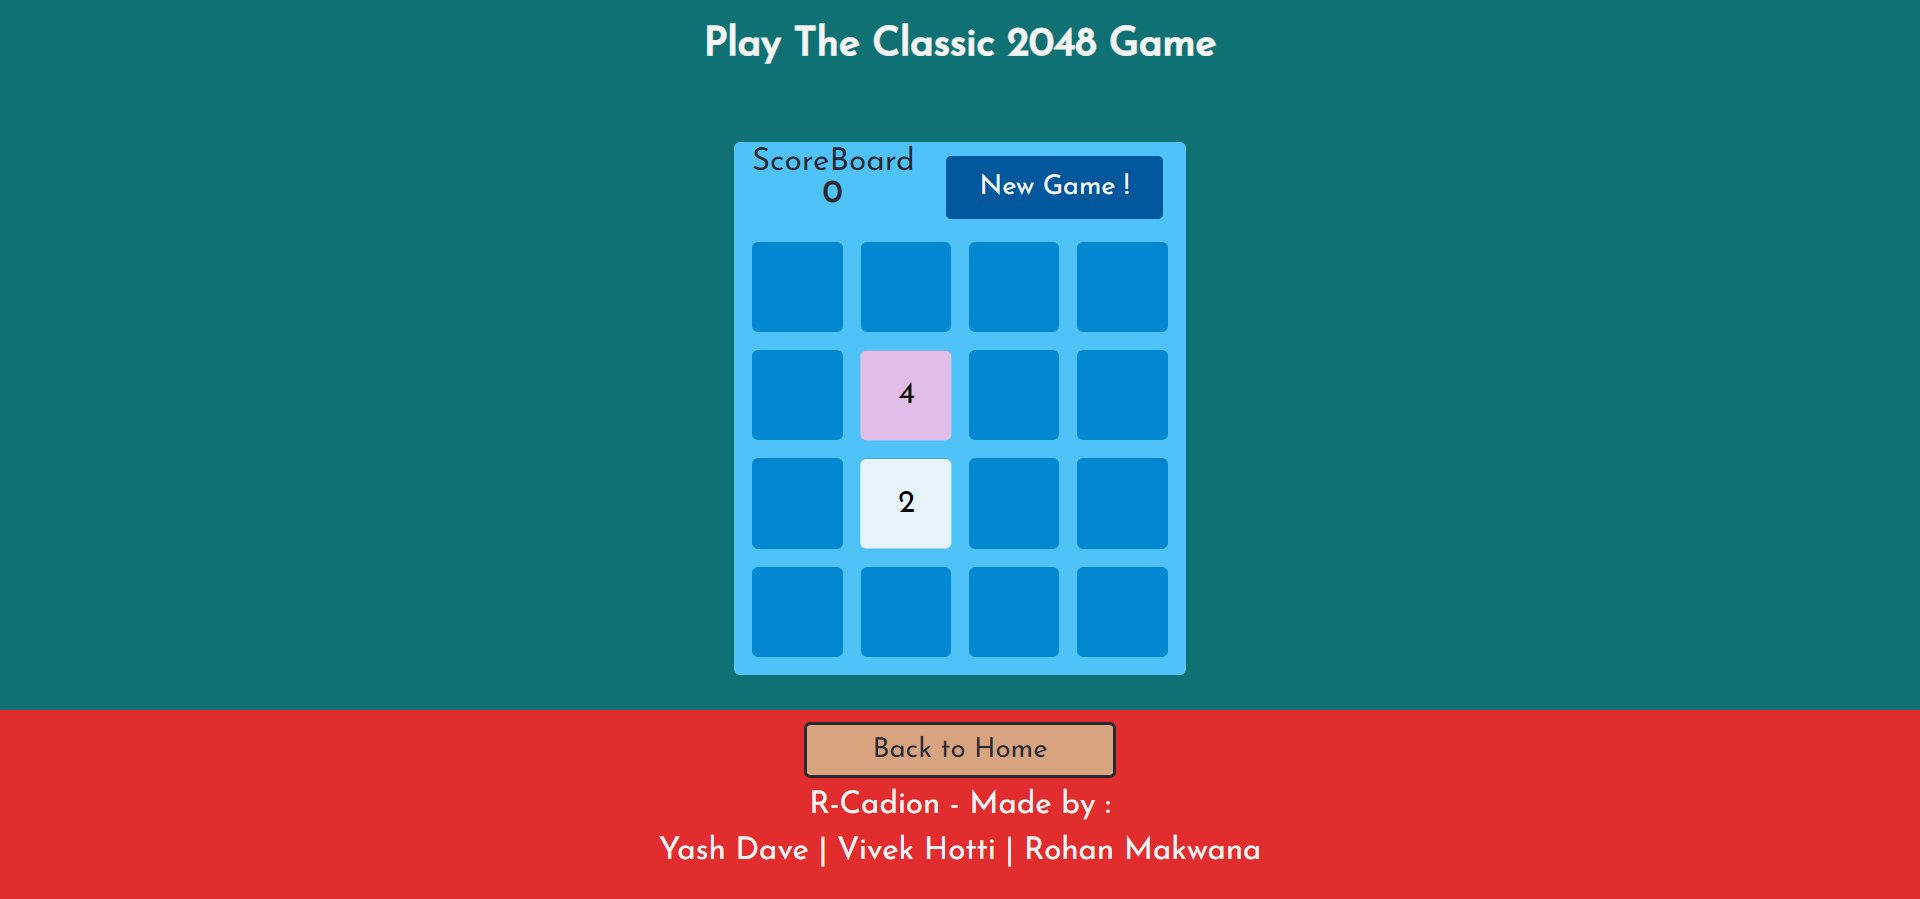 Play The Classic 2048 Game
ScoreBoard
0
New Game !
4
2
Back to Home
R-Cadion - Made by :
Yash Dave | Vivek Hotti | Rohan Makwana